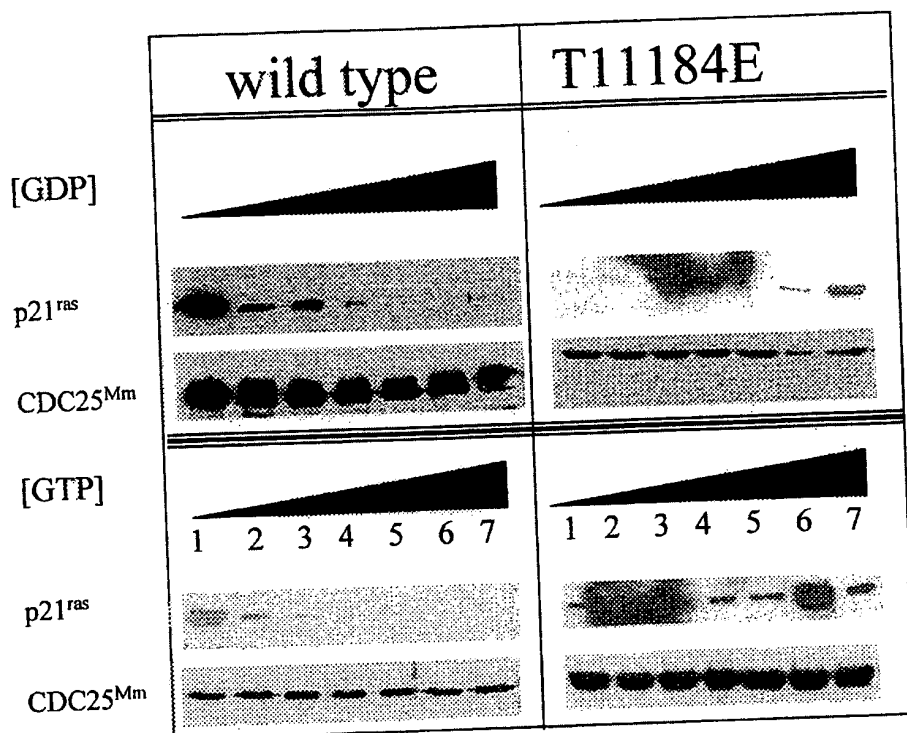 wild type
T11184E
[GDP]
p21ras
CDC25Mm
[GTP]
1 2 3 4 5 6 7
1 2 3 4 5 6 7
p21ras
CDC25Mm